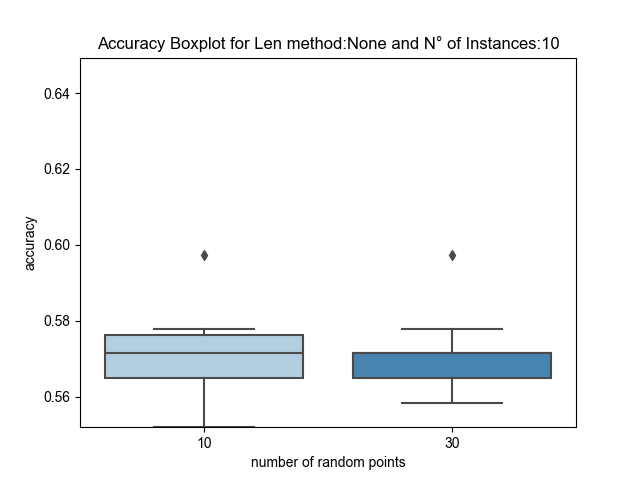 Accuracy Boxplot for Len method:None and N° of Instances:10
0.64
0.62
0.60
0.58
0.56
accuracy
10 30
number of random points